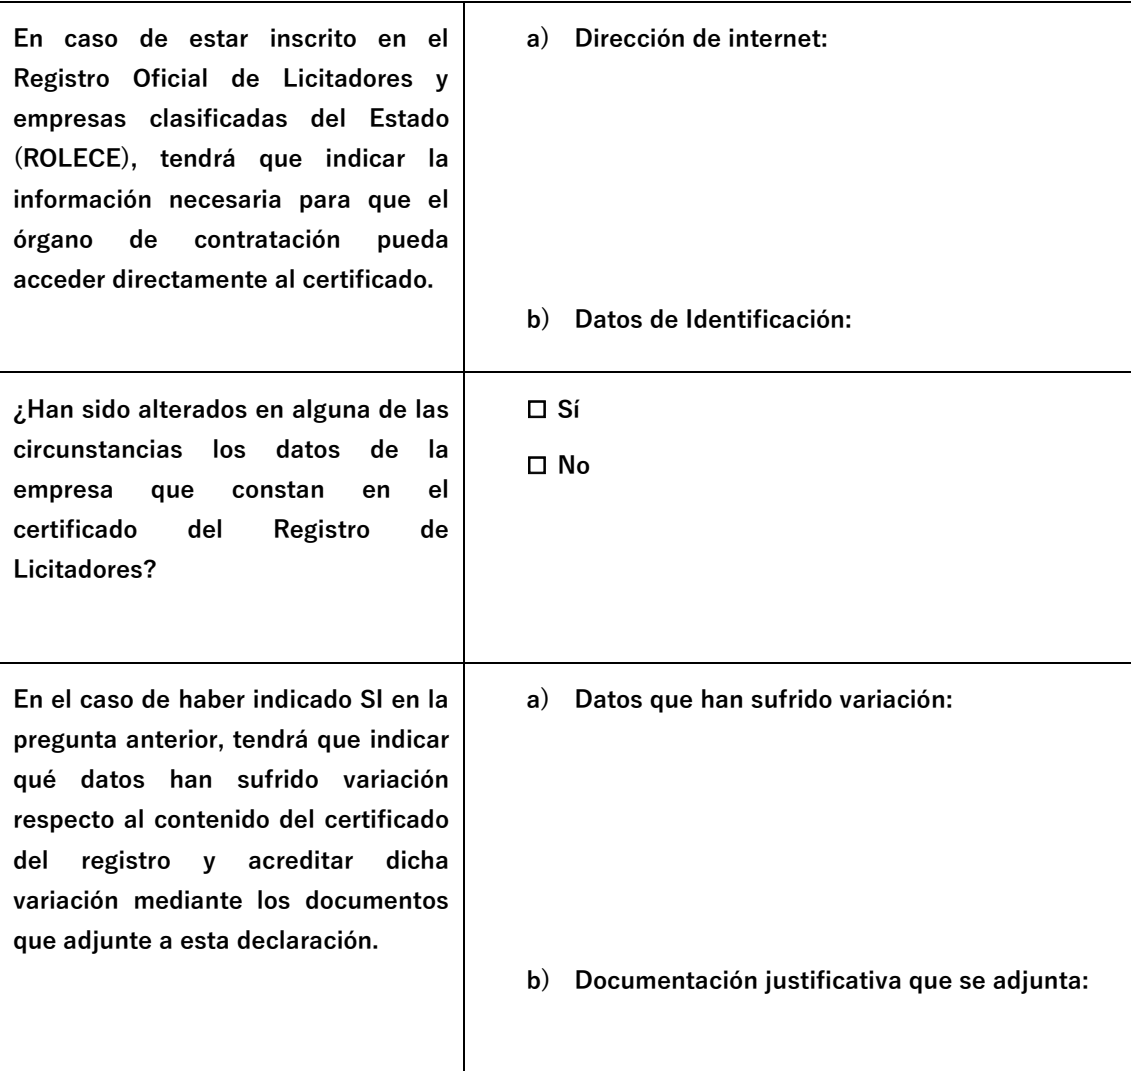 En caso de estar inscrito en el
Registro Oficial de Licitadores y
empresas clasificadas del Estado
(ROLECE), tendrá que indicar la
información necesaria para que el
órgano de contratación pueda
acceder directamente al certificado.
a) Dirección de internet:
b) Datos de Identificación:
¿Han sido alterados en alguna de las
circunstancias los datos de la
empresa que constan en el
certificado del Registro de
Licitadores?
☐ Sí
☐ No
En el caso de haber indicado SI en la
pregunta anterior, tendrá que indicar
qué datos han sufrido variación
respecto al contenido del certificado
del registro y acreditar dicha
variación mediante los documentos
que adjunte a esta declaración.
a) Datos que han sufrido variación:
b) Documentación justificativa que se adjunta: